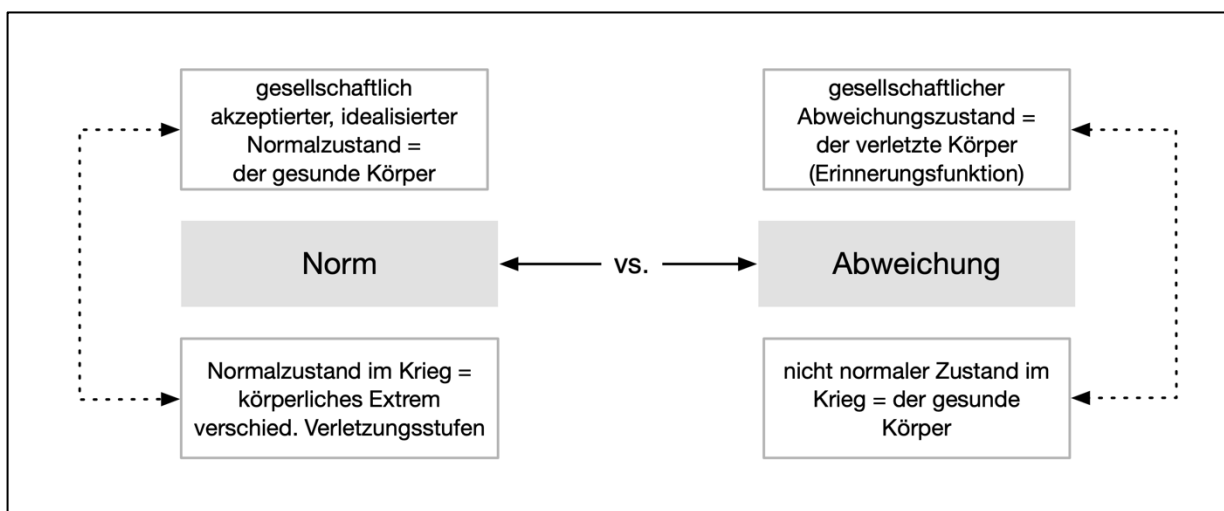 gesellschaftlich
akzeptierter, idealisierter
Normalzustand =
der gesunde Körper
gesellschaftlicher
Abweichungszustand =
der verletzte Körper
(Erinnerungsfunktion)
Norm
vs.
Abweichung
Normalzustand im Krieg =
körperliches Extrem
verschied. Verletzungsstufen
nicht normaler Zustand im
Krieg = der gesunde
Körper